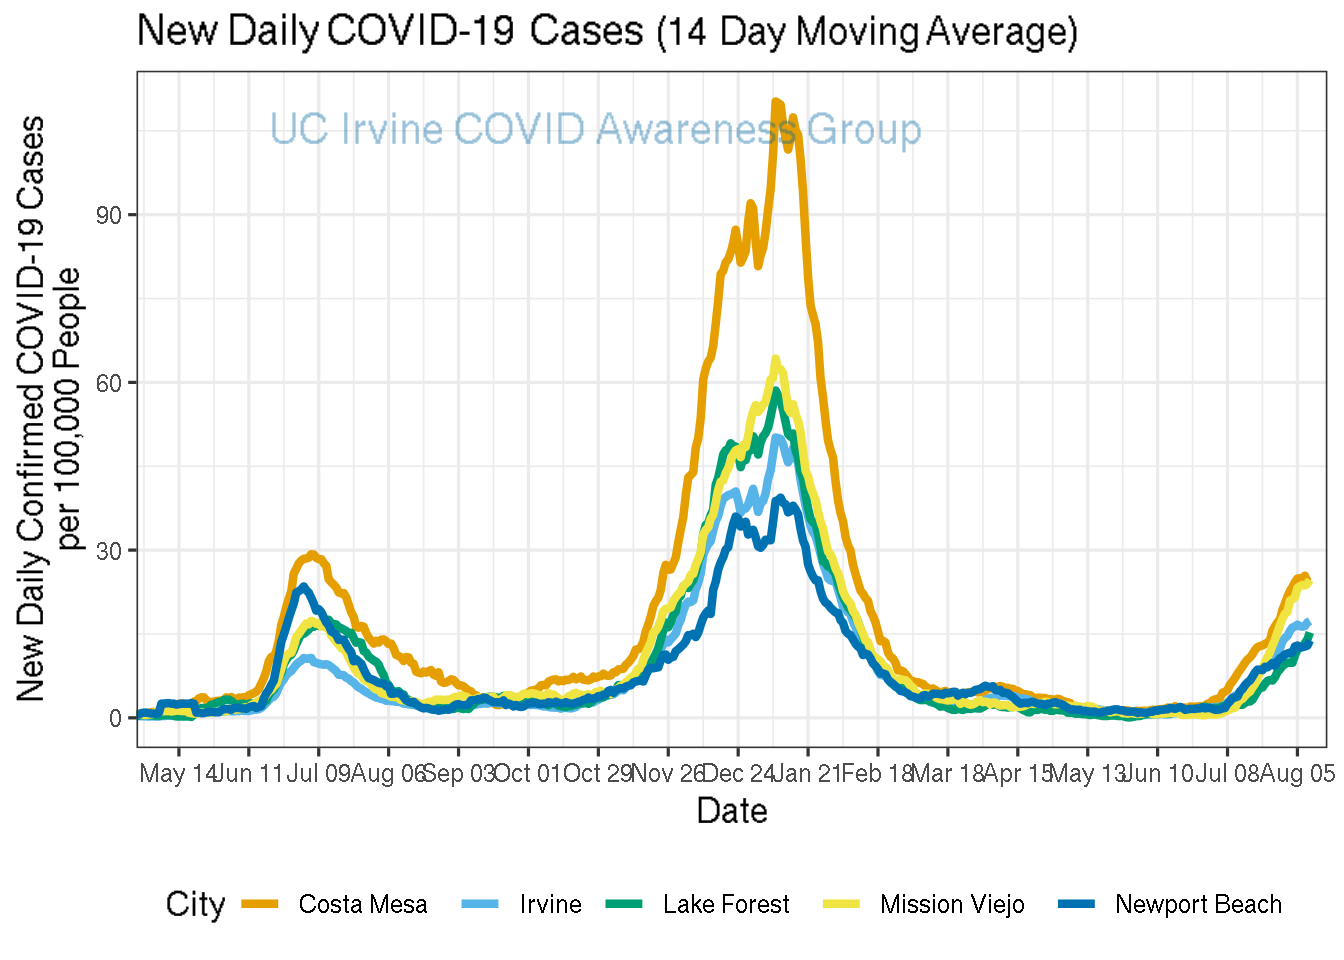 New Daily COVID-19 Cases (14 Day Moving Average)
UC Irvine COVID Awareness Group
New Daily Confirmed COVID-19 Cases
per 100,000 People
90
60
30
0
May 14 Jun 11 Jul 09 Aug 06 Sep 03 Oct 01 Oct 29 Nov 26 Dec 24 Jan 21 Feb 18 Mar 18 Apr 15 May 13 Jun 10 Jul 08 Aug 05
Date
City Costa Mesa Irvine Lake Forest Mission Viejo Newport Beach